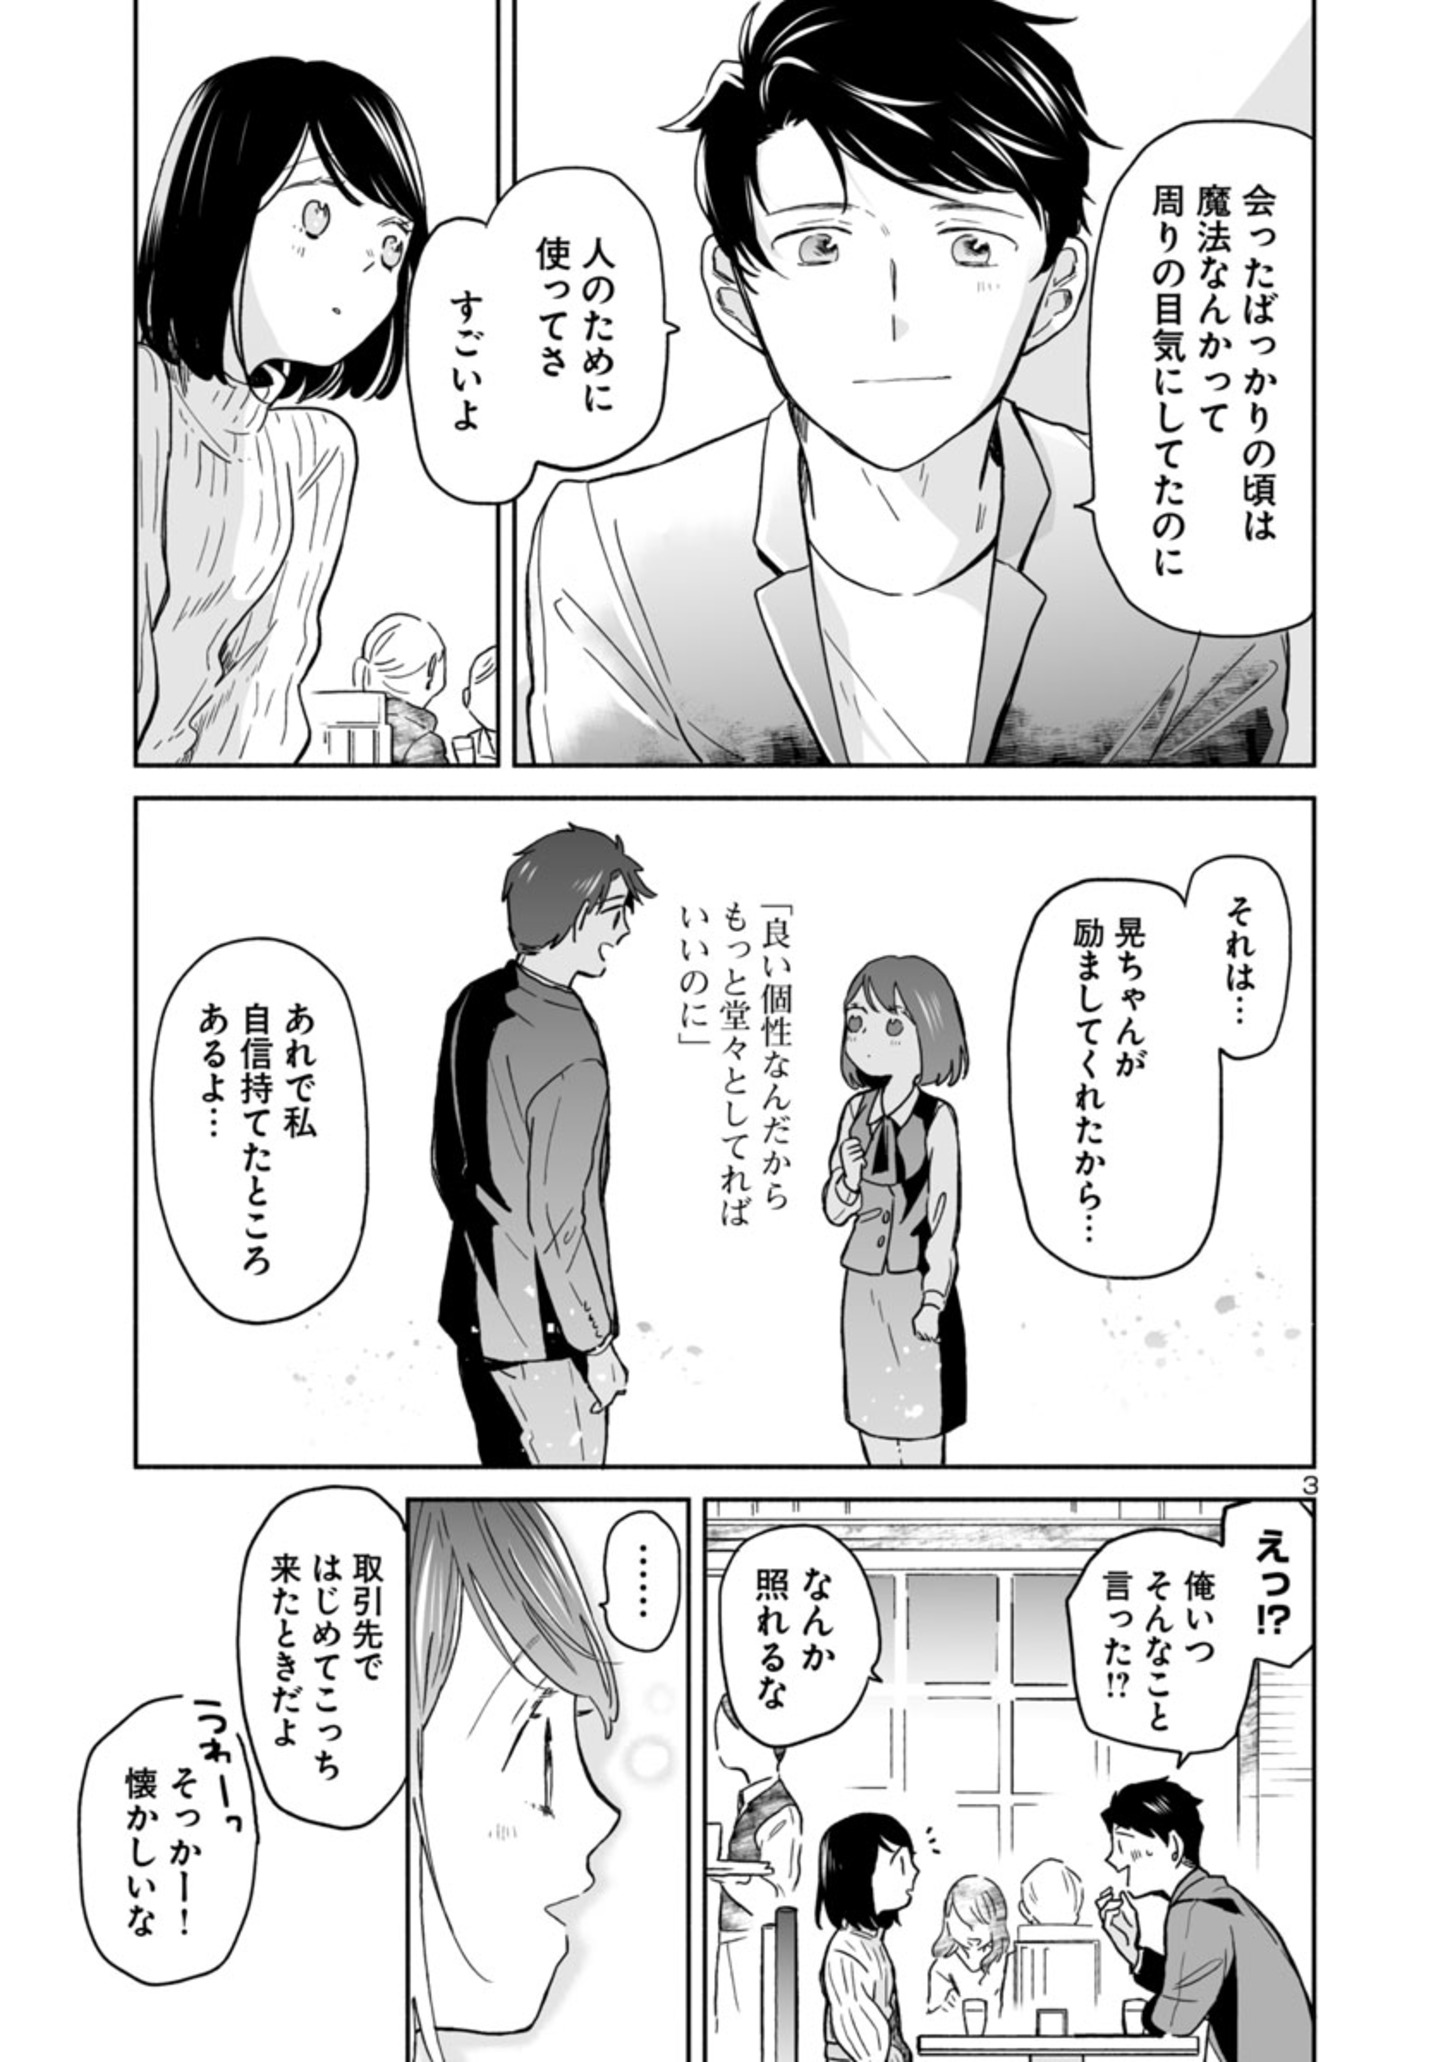 会ったばっかりの頃は
魔法なんかって
周りの目気にしてたのに
人のために
使ってさ
すごいよ
それは…
晃ちゃんが
励ましてくれたから…
「良い個性なんだから
もっと堂々としてれば
いいのに」
あれで私
自信持てたところ
あるよ…
3
えっ!?
俺いつ
そんなこと
言った!?
なんか
照れるな
……
取引先で
はじめてこっち
来たときだよ
うわーっ
そっかー!
懐かしいな